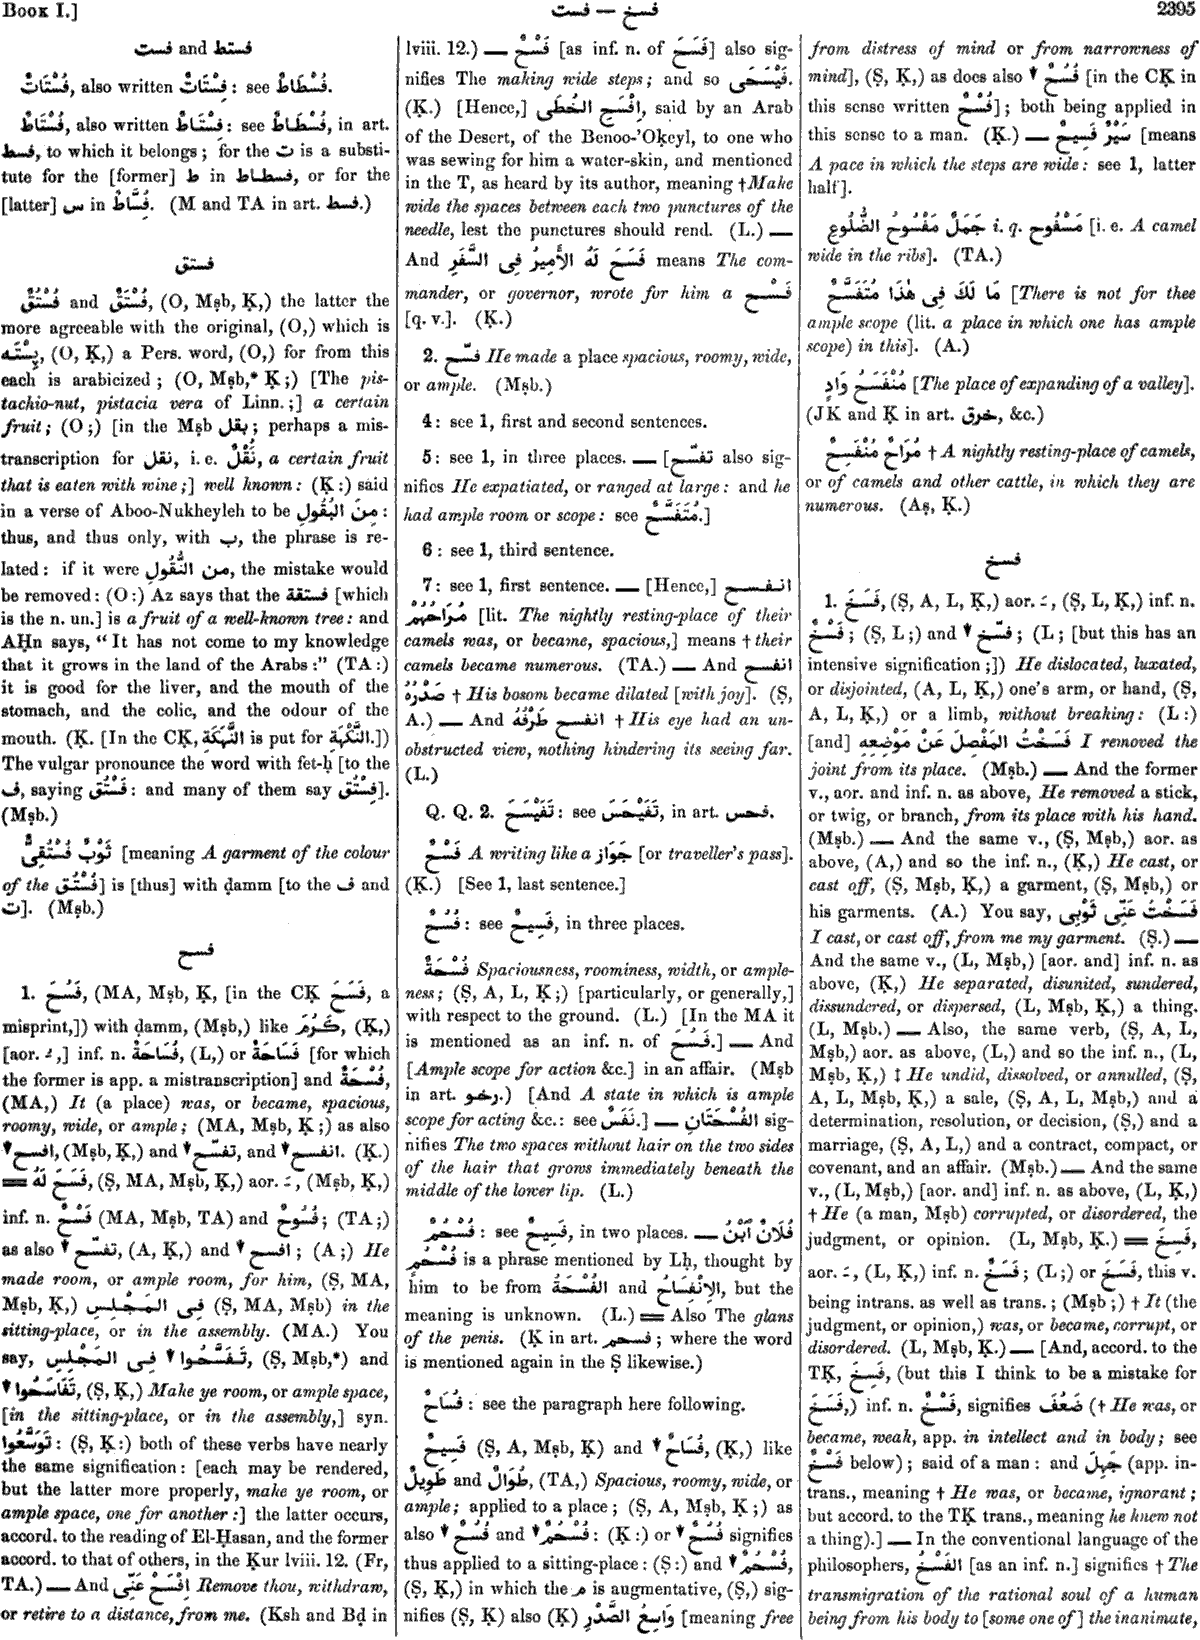 Book I.]
فست — فسخ
2395
فست and فستط
فُسْتَاتٌ, also written فِسْتَاتٌ : see فُسْطَاطٌ.
فُسْتَاطٌ, also written فِسْتَاطٌ: see فُسْطَاطٌ, in art.
فسط, to which it belongs ; for the ت is a substi-
tute for the [former] ط in فسطاط, or for the
[latter] س in فُسَّاطٌ. (M and TA in art. فسط.)
فستق
فُسْتُقٌ and فُسْتَقٌ, (O, Mṣb, Ḳ,) the latter the
more agreeable with the original, (O,) which is
پِسْتَه, (O, Ḳ,) a Pers. word, (O,) for from this
each is arabicized ; (O, Mṣb,* Ḳ ;) [The pis-
tachio-nut, pistacia vera of Linn. ;] a certain
fruit ; (O ;) [in the Mṣb بقل ; perhaps a mis-
transcription for نقل, i. e. نُقْلٌ, a certain fruit
that is eaten with wine ;] well known : (Ḳ :) said
in a verse of Aboo-Nukheyleh to be مِنَ البُقُولِ :
thus, and thus only, with ب, the phrase is re-
lated : if it were من النُّقُولِ, the mistake would
be removed : (O :) Az says that the فستقة [which
is the n. un.] is a fruit of a well-known tree : and
AḤn says, “ It has not come to my knowledge
that it grows in the land of the Arabs :” (TA :)
it is good for the liver, and the mouth of the
stomach, and the colic, and the odour of the
mouth. (Ḳ. [In the CḲ, النَّهْكَة is put for النَّكْهَة.])
The vulgar pronounce the word with fet-ḥ [to the
ف, saying فَسْتُق : and many of them say فَسْتَق].
(Mṣb.)
ثَوْبٌ فُسْتُقِىٌّ [meaning A garment of the colour
of the فُسْتُق] is [thus] with ḍamm [to the ف and
ت]. (Mṣb.)
فسح
1. فَسُحَ, (MA, Mṣb, Ḳ, [in the CḲ فَسَحَ, a
misprint,]) with ḍamm, (Mṣb,) like كَرُمَ, (Ḳ,)
[aor. ـُ ,] inf. n. فُسَاحَةٌ, (L,) or فَسَاحَةٌ [for which
the former is app. a mistranscription] and فُسْحَةٌ,
(MA,) It (a place) was, or became, spacious,
roomy, wide, or ample ; (MA, Mṣb, Ḳ ;) as also
▼ افسح, (Mṣb, Ḳ,) and ▼ تفسّح, and ▼ انفسح. (Ḳ.)
═ فَسَحَ لَهُ, (Ṣ, MA, Mṣb, Ḳ,) aor. ـَ , (Mṣb, Ḳ,)
inf. n. فَسْحٌ (MA, Mṣb, TA) and فُسُوحٌ ; (TA ;)
as also ▼ تفسّح, (A, Ḳ,) and ▼ افسح ; (A ;) He
made room, or ample room, for him, (Ṣ, MA,
Mṣb, Ḳ,) فِى المَجْلِسِ (Ṣ, MA, Mṣb) in the
sitting-place, or in the assembly. (MA.) You
say, ▼ تَفَسَّحُوا فِى المَجْلِسِ, (Ṣ, Mṣb,*) and
▼ تَفَاسَحُوا, (Ṣ, Ḳ,) Make ye room, or ample space,
[in the sitting-place, or in the assembly,] syn.
تَوَسَّعُوا : (Ṣ, Ḳ :) both of these verbs have nearly
the same signification : [each may be rendered,
but the latter more properly, make ye room, or
ample space, one for another :] the latter occurs,
accord. to the reading of El-Ḥasan, and the former
accord. to that of others, in the Ḳur lviii. 12. (Fr,
TA.) — And اِفْسَحْ عَنِّى Remove thou, withdraw,
or retire to a distance, from me. (Ksh and Bḍ in
lviii. 12.) — فَسْحٌ [as inf. n. of فَسَحَ] also sig-
nifies The making wide steps ; and so فَيْسَحَى.
(Ḳ.) [Hence,] اِفْسَحِ الخُطَى, said by an Arab
of the Desert, of the Benoo-’Oḳeyl, to one who
was sewing for him a water-skin, and mentioned
in the T, as heard by its author, meaning † Make
wide the spaces between each two punctures of the
needle, lest the punctures should rend. (L.) —
And فَسَحَ لَهُ الأَمِيرُ فِى السَّفَرِ means The com-
mander, or governor, wrote for him a فَسْح
[q. v.]. (Ḳ.)
2. فسّح He made a place spacious, roomy, wide,
or ample. (Mṣb.)
4 : see 1, first and second sentences.
5 : see 1, in three places. — [تفسّح also sig-
nifies He expatiated, or ranged at large : and he
had ample room or scope : see مُتَفَسَّحٌ.]
6 : see 1, third sentence.
7 : see 1, first sentence. — [Hence,] انفسح
مُرَاحُهُمْ [lit. The nightly resting-place of their
camels was, or became, spacious,] means † their
camels became numerous. (TA.) — And انفسح
صَدْرُهُ † His bosom became dilated [with joy]. (Ṣ,
A.) — And انفسح طَرْفُهُ † His eye had an un-
obstructed view, nothing hindering its seeing far.
(L.)
Q. Q. 2. تَفَيْسَحَ : see تَفَيْحَسَ, in art. فحس.
فَسْحٌ A writing like a جَوَاز [or traveller’s pass].
(Ḳ.) [See 1, last sentence.]
فُسُحٌ : see فَسِيحٌ, in three places.
فُسْحَةٌ Spaciousness, roominess, width, or ample-
ness ; (Ṣ, A, L, Ḳ ;) [particularly, or generally,]
with respect to the ground. (L.) [In the MA it
is mentioned as an inf. n. of فَسُحَ.] — And
[Ample scope for action &c.] in an affair. (Mṣb
in art. رخو.) [And A state in which is ample
scope for acting &c. : see نَفَسٌ.] — الفُسْحَتَانِ sig-
nifies The two spaces without hair on the two sides
of the hair that grows immediately beneath the
middle of the lower lip. (L.)
فُسْحُمٌ : see فَسِيحٌ, in two places. — فُلَانٌ ٱبْنُ
فُسْحُمٍ is a phrase mentioned by Lḥ, thought by
him to be from الفُسْحَةُ and الاِنْفِسَاحُ, but the
meaning is unknown. (L.) ═ Also The glans
of the penis. (Ḳ in art. فسحم ; where the word
is mentioned again in the Ṣ likewise.)
فُسَاحٌ : see the paragraph here following.
فَسِيحٌ (Ṣ, A, Mṣb, Ḳ) and ▼ فُسَاحٌ, (Ḳ,) like
طَوِيلٌ and طُوَالٌ, (TA,) Spacious, roomy, wide, or
ample ; applied to a place ; (Ṣ, A, Mṣb, Ḳ ;) as
also ▼ فُسُحٌ and ▼ فُسْحُمٌ : (Ḳ :) or ▼ فُسُحٌ signifies
thus applied to a sitting-place : (Ṣ :) and ▼ فُسْحُمٌ,
(Ṣ, Ḳ,) in which the م is augmentative, (Ṣ,) sig-
nifies (Ṣ, Ḳ) also (Ḳ) وَاسِعُ الصَّدْرِ [meaning free
from distress of mind or from narrowness of
mind], (Ṣ, Ḳ,) as does also ▼ فُسُحٌ [in the CḲ in
this sense written فُسْحٌ] ; both being applied in
this sense to a man. (Ḳ.) — سَيْرٌ فَسِيحٌ [means
A pace in which the steps are wide : see 1, latter
half].
جَمَلٌ مَفْسُوحُ الضُّلُوعِ i. q. مَسْفُوح [i. e. A camel
wide in the ribs]. (TA.)
مَا لَكَ فِى هٰذَا مُتَفَسَّحٌ [There is not for thee
ample scope (lit. a place in which one has ample
scope) in this]. (A.)
مُنْفَسَحُ وَادٍ [The place of expanding of a valley].
(JK and Ḳ in art. خرق, &c.)
مُرَاحٌ مُنْفَسِحٌ † A nightly resting-place of camels,
or of camels and other cattle, in which they are
numerous. (Aṣ, Ḳ.)
فسخ
1. فَسَخَ, (Ṣ, A, L, Ḳ,) aor. ـَ , (Ṣ, L, Ḳ,) inf. n.
فَسْخٌ ; (Ṣ, L ;) and ▼ فسّخ ; (L ; [but this has an
intensive signification ;]) He dislocated, luxated,
or disjointed, (A, L, Ḳ,) one’s arm, or hand, (Ṣ,
A, L, Ḳ,) or a limb, without breaking : (L :)
[and] فَسَخْتُ المَفْصِلَ عَنْ مَوْضِعِهِ I removed the
joint from its place. (Mṣb.) — And the former
v., aor. and inf. n. as above, He removed a stick,
or twig, or branch, from its place with his hand.
(Mṣb.) — And the same v., (Ṣ, Mṣb,) aor. as
above, (A,) and so the inf. n., (Ḳ,) He cast, or
cast off, (Ṣ, Mṣb, Ḳ,) a garment, (Ṣ, Mṣb,) or
his garments. (A.) You say, فَسَخْتُ عَنِّى ثَوْبِى
I cast, or cast off, from me my garment. (Ṣ.) —
And the same v., (L, Mṣb,) [aor. and] inf. n. as
above, (Ḳ,) He separated, disunited, sundered,
dissundered, or dispersed, (L, Mṣb, Ḳ,) a thing.
(L, Mṣb.) — Also, the same verb, (Ṣ, A, L,
Mṣb,) aor. as above, (L,) and so the inf. n., (L,
Mṣb, Ḳ,) ‡ He undid, dissolved, or annulled, (Ṣ,
A, L, Mṣb, Ḳ,) a sale, (Ṣ, A, L, Mṣb,) and a
determination, resolution, or decision, (Ṣ,) and a
marriage, (Ṣ, A, L,) and a contract, compact, or
covenant, and an affair. (Mṣb.) — And the same
v., (L, Mṣb,) [aor. and] inf. n. as above, (L, Ḳ,)
† He (a man, Mṣb) corrupted, or disordered, the
judgment, or opinion. (L, Mṣb, Ḳ.) ═ فَسِخَ,
aor. ـَ , (L, Ḳ,) inf. n. فَسَخٌ ; (L ;) or فَسَخَ, this v.
being intrans. as well as trans. ; (Mṣb ;) † It (the
judgment, or opinion,) was, or became, corrupt, or
disordered. (L, Mṣb, Ḳ.) — [And, accord. to the
TḲ, فَسِخَ, (but this I think to be a mistake for
فَسَخَ,) inf. n. فَسْخٌ, signifies ضَعُفَ († He was, or
became, weak, app. in intellect and in body ; see
فَسْخٌ below) ; said of a man : and جَهِلَ (app. in-
trans., meaning † He was, or became, ignorant ;
but accord. to the TḲ trans., meaning he knew not
a thing).] — In the conventional language of the
philosophers, الفَسْخُ [as an inf. n.] signifies † The
transmigration of the rational soul of a human
being from his body to [some one of ] the inanimate,